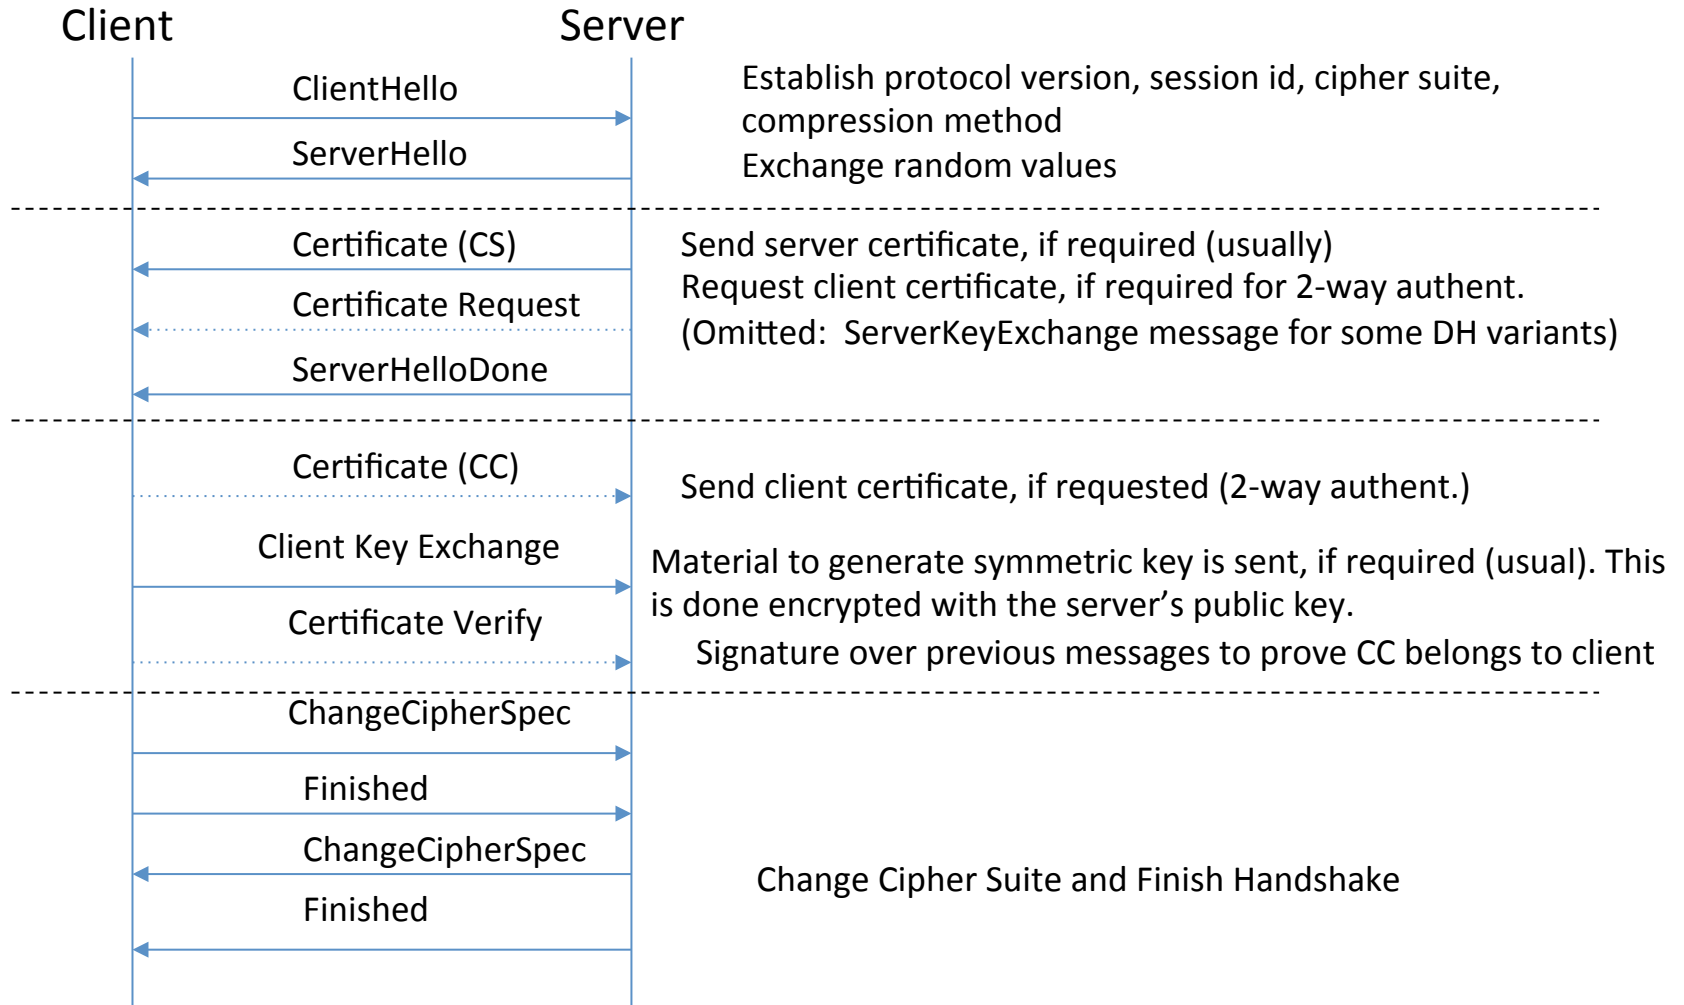 Client
Server
ClientHello
Establish protocol version, session id, cipher suite,
compression method
ServerHello
Exchange random values
Certificate (CS)
Send server certificate, if required (usually)
Certificate Request
Request client certificate, if required for 2-way authent.
(Omitted:  ServerKeyExchange message for some DH variants)
ServerHelloDone
Certificate (CC)
Send client certificate, if requested (2-way authent.)
Client Key Exchange
Material to generate symmetric key is sent, if required (usual). This
is done encrypted with the server’s public key.
Certificate Verify
Signature over previous messages to prove CC belongs to client
ChangeCipherSpec
Finished
ChangeCipherSpec
Change Cipher Suite and Finish Handshake
Finished